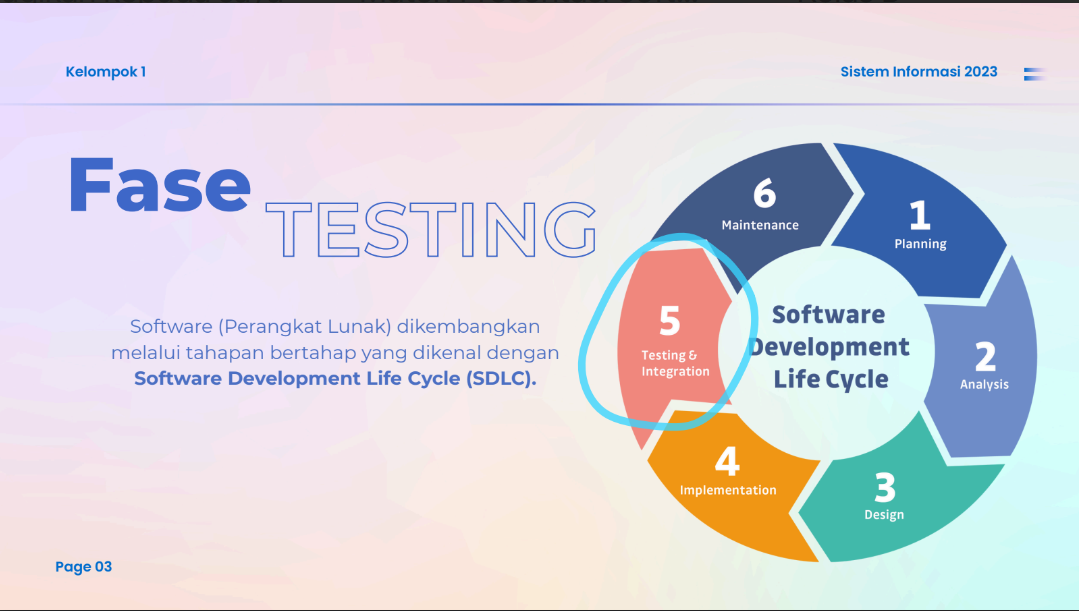 Kelompok 1
Sistem Informasi 2023
Fase
TESTING
Software (Perangkat Lunak) dikembangkan
melalui tahapan bertahap yang dikenal dengan
Software Development Life Cycle (SDLC).
6
Maintenance
1
Planning
5
Testing &
Integration
Software
Development
Life Cycle
2
Analysis
4
Implementation
3
Design
Page 03